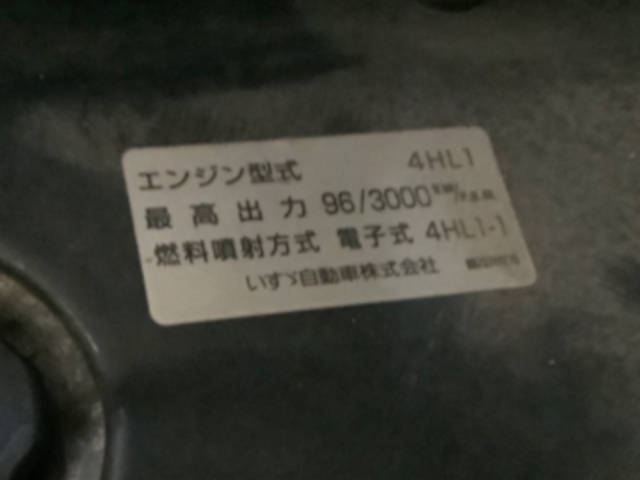 エンジン型式 4HL1
最高出力 96/3000
燃料噴射方式 電子式 4HL1-1
いすゞ自動車株式会社